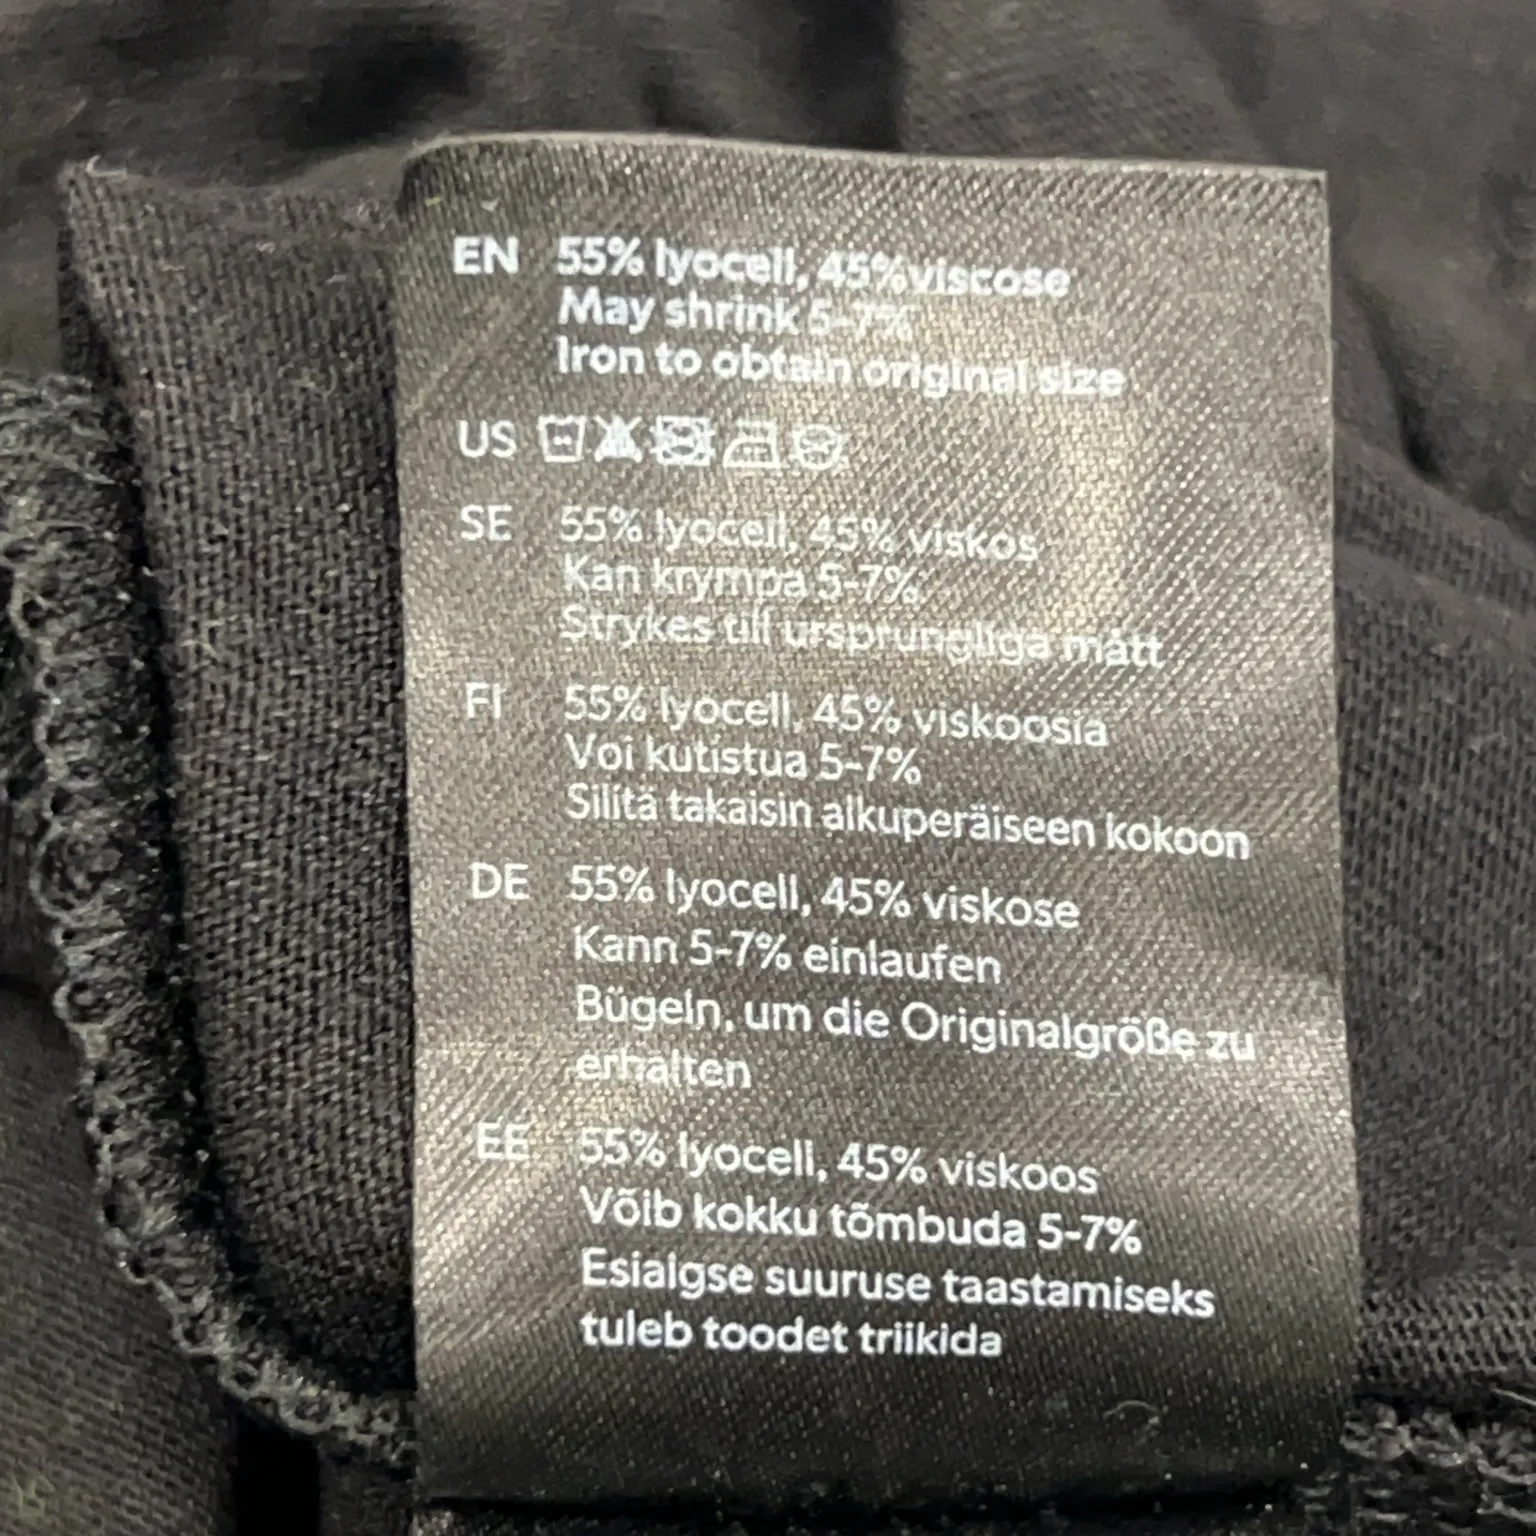 EN 55% lyocell, 45% viscose
May shrink 5-7%
Iron to obtain original size
US
SE 55% lyocell, 45% viskos
Kan krympa 5-7%
Strykes till ursprungliga mått
FI 55% lyocell, 45% viskoosia
Voi kutistua 5-7%
Silitä takaisin alkuperäiseen kokoon
DE 55% lyocell, 45% viskose
Kann 5-7% einlaufen
Bügeln, um die Originalgröße zu
erhalten
EE 55% lyocell, 45% viskoos
Võib kokku tõmbuda 5-7%
Esialgse suuruse taastamiseks
tuleb toodet triikida